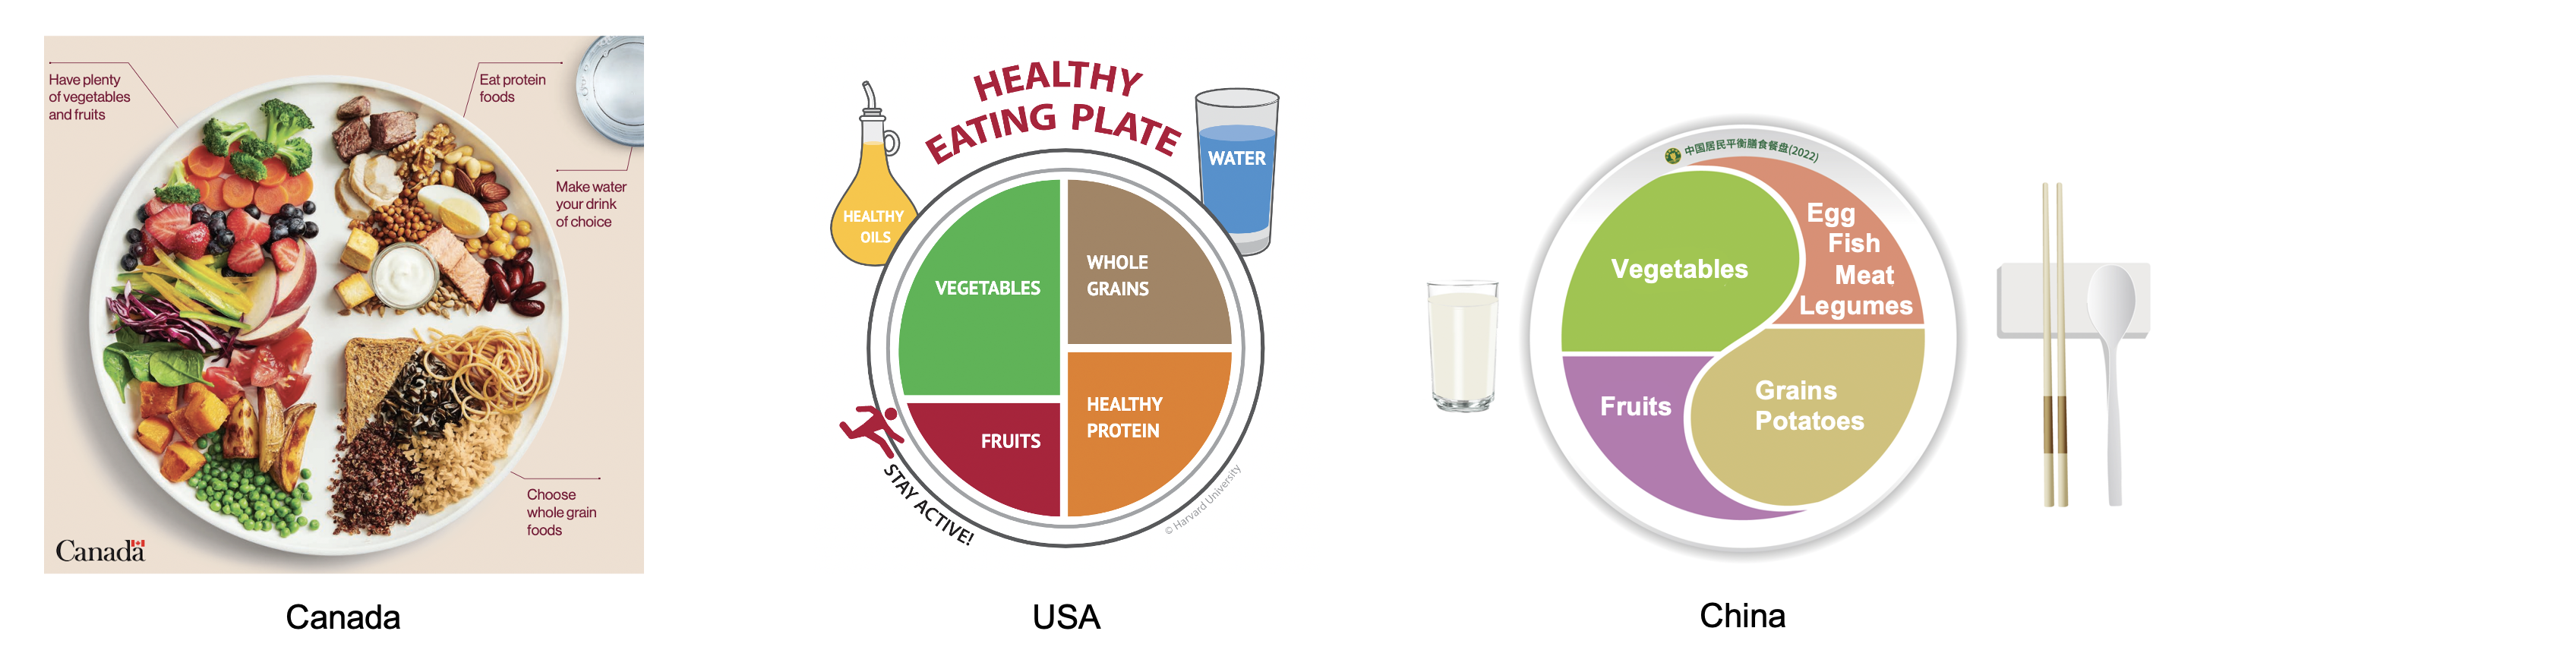 Have plenty
of vegetables
and fruits
Eat protein
foods
Make water
your drink
of choice
Choose
whole grain
foods
Canada
Canada
HEALTHY
EATING PLATE
HEALTHY
OILS
WATER
VEGETABLES
WHOLE
GRAINS
FRUITS
HEALTHY
PROTEIN
STAY ACTIVE!
© Harvard University
USA
中国居民平衡膳食餐盘(2022)
Vegetables
Egg
Fish
Meat
Legumes
Fruits
Grains
Potatoes
China